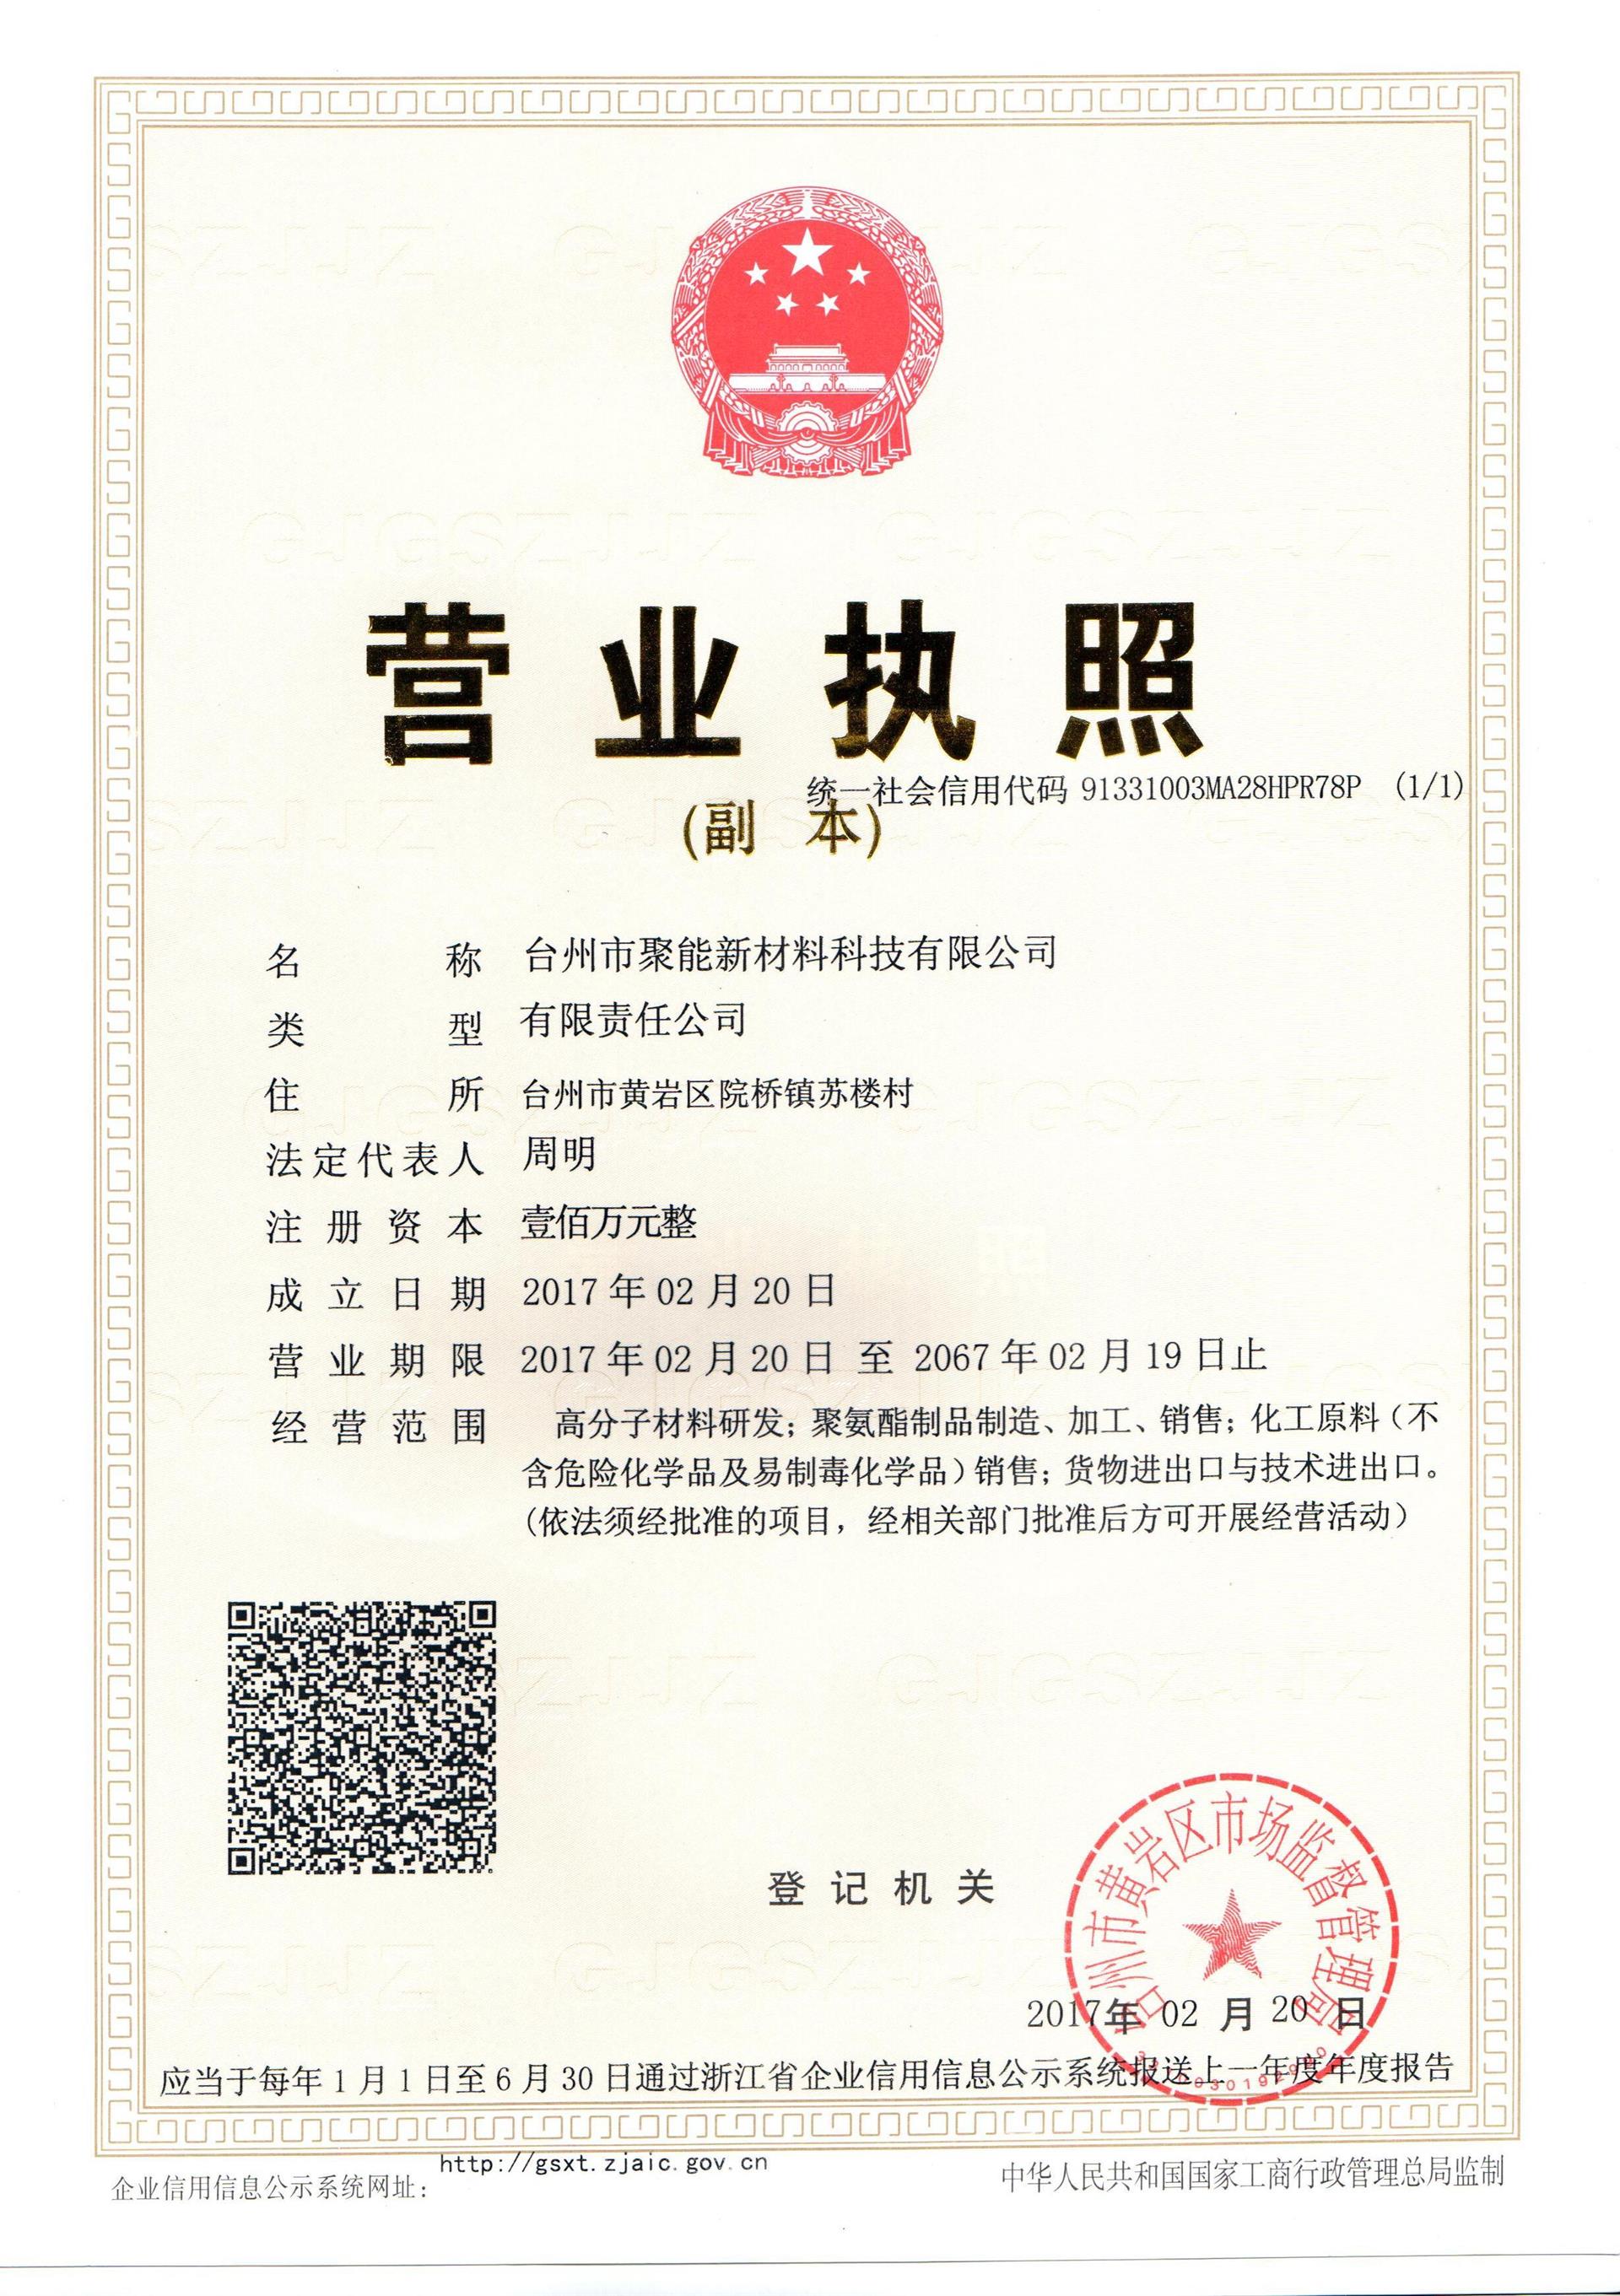 营业执照
统一社会信用代码 91331003MA28HPR78P (1/1)
(副 本)
名 称 台州市聚能新材料科技有限公司
类 型 有限责任公司
住 所 台州市黄岩区院桥镇苏楼村
法定代表人 周明
注册资本 壹佰万元整
成立日期 2017年02月20日
营业期限 2017年02月20日 至 2067年02月19日止
经营范围 高分子材料研发；聚氨酯制品制造、加工、销售；化工原料（不
含危险化学品及易制毒化学品）销售；货物进出口与技术进出口。
（依法须经批准的项目，经相关部门批准后方可开展经营活动）
登记机关
台州市黄岩区市场监督管理局
2017年 02 月 20 日
应当于每年1月1日至6月30日通过浙江省企业信用信息公示系统报送上一年度年度报告
企业信用信息公示系统网址：
http://gsxt.zjaic.gov.cn
中华人民共和国国家工商行政管理总局监制